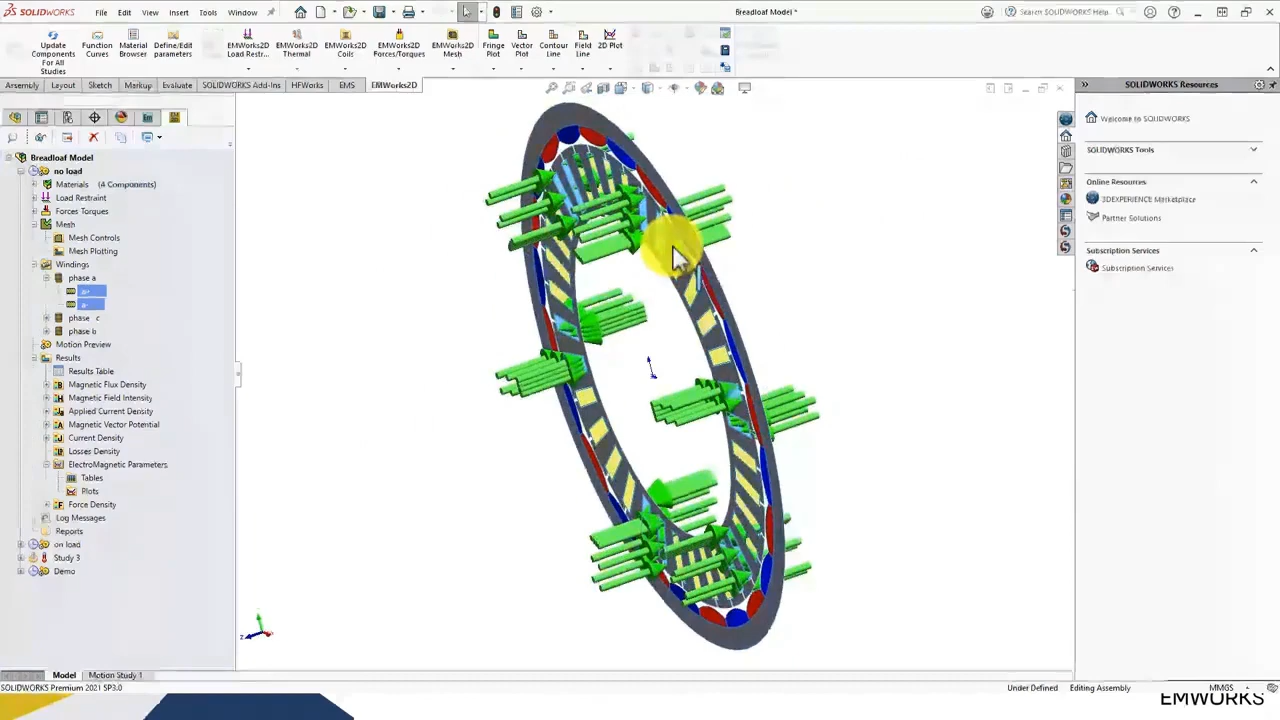 SOLIDWORKS File Edit View Insert Tools Window Breadloaf Model * Search SOLIDWORKS Help
Update Components For All Studies Function Curves Material Browser Define/Edit parameters EMWorks2D Load Restr... EMWorks2D Thermal EMWorks2D Coils EMWorks2D Forces/Torques EMWorks2D Mesh Fringe Plot Vector Plot Contour Line Field Line 2D Plot
Assembly Layout Sketch Markup Evaluate SOLIDWORKS Add-Ins HFWorks EMS EMWorks2D
SOLIDWORKS Resources
Welcome to SOLIDWORKS
SOLIDWORKS Tools
Online Resources
3DEXPERIENCE Marketplace
Partner Solutions
Subscription Services
Subscription Services
Breadloaf Model
no load
Materials (4 Components)
Load Restraint
Forces Torques
Mesh
Mesh Controls
Mesh Plotting
Windings
phase a
phase c
phase b
Motion Preview
Results
Results Table
Magnetic Flux Density
Magnetic Field Intensity
Applied Current Density
Magnetic Vector Potential
Current Density
Losses Density
ElectroMagnetic Parameters
Tables
Plots
Force Density
Log Messages
Reports
on load
Study 3
Demo
z
Model Motion Study 1
SOLIDWORKS Premium 2021 SP3.0 Under Defined Editing Assembly MMGS
EMWORKS